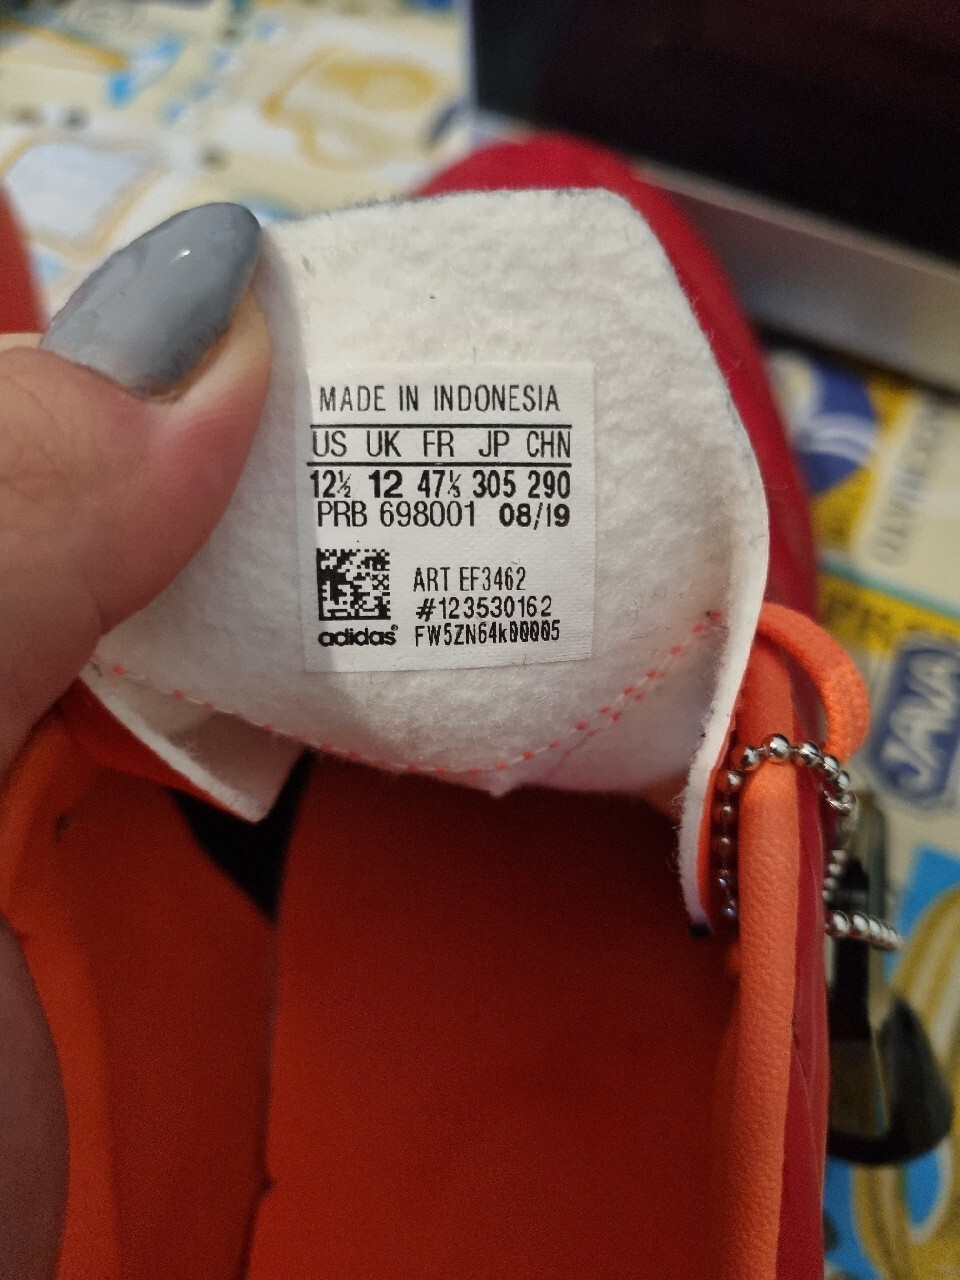 MADE IN INDONESIA
US UK FR JP CHN
12½ 12 47⅓ 305 290
PRB 698001 08/19
ART EF3462
#123530162
adidas® FW5ZN64k00005
JAVA